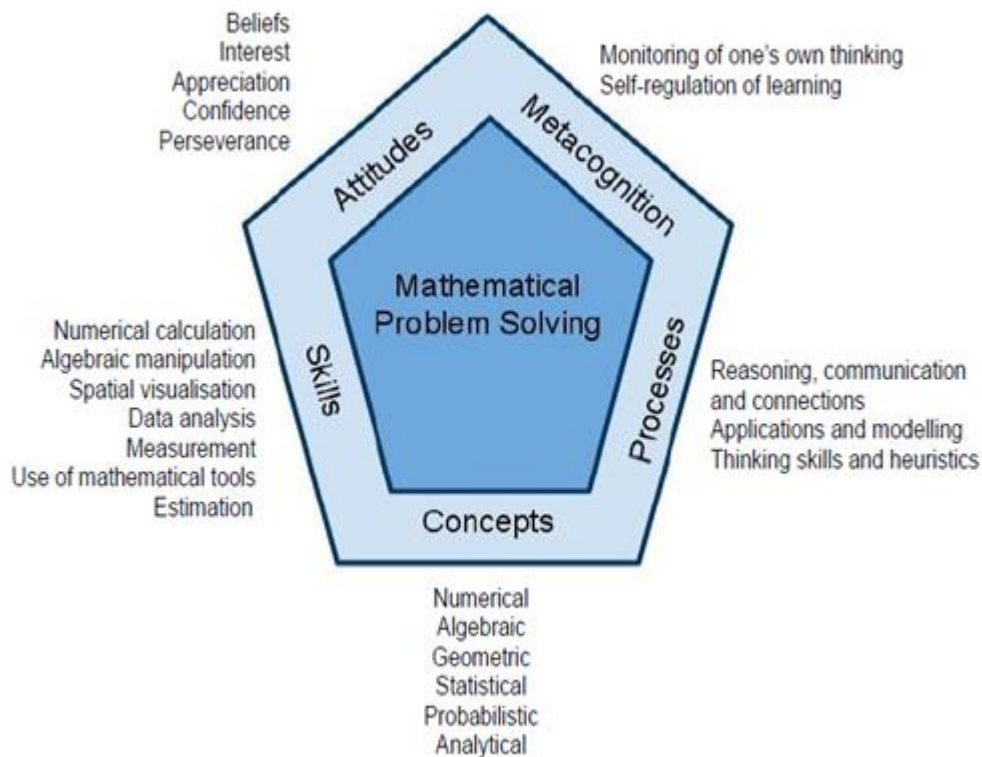 Beliefs
Interest
Appreciation
Confidence
Perseverance
Monitoring of one's own thinking
Self-regulation of learning
Attitudes
Metacognition
Mathematical
Problem Solving
Numerical calculation
Algebraic manipulation
Spatial visualisation
Data analysis
Measurement
Use of mathematical tools
Estimation
Skills
Processes
Reasoning, communication
and connections
Applications and modelling
Thinking skills and heuristics
Concepts
Numerical
Algebraic
Geometric
Statistical
Probabilistic
Analytical